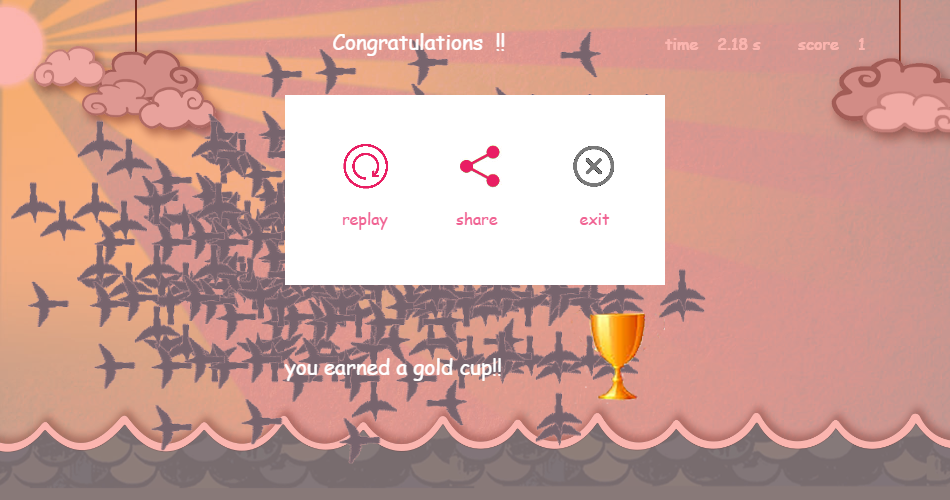 Congratulations !!
time 2.18 s score 1
replay share exit
you earned a gold cup!!